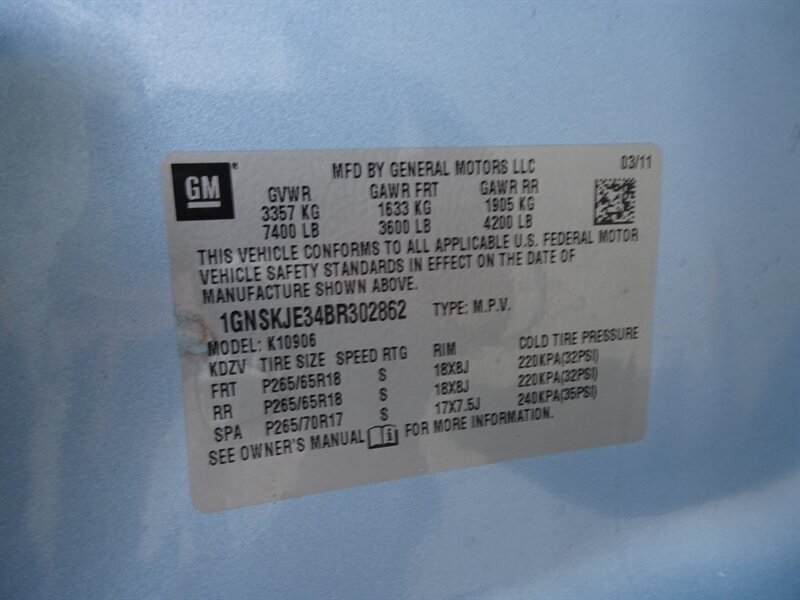 GM® MFD BY GENERAL MOTORS LLC 03/11
GVWR GAWR FRT GAWR RR
3357 KG 1633 KG 1905 KG
7400 LB 3600 LB 4200 LB
THIS VEHICLE CONFORMS TO ALL APPLICABLE U.S. FEDERAL MOTOR
VEHICLE SAFETY STANDARDS IN EFFECT ON THE DATE OF
MANUFACTURE SHOWN ABOVE.
1GNSKJE34BR302862 TYPE: M.P.V.
MODEL: K10906
KDZV TIRE SIZE SPEED RTG RIM COLD TIRE PRESSURE
FRT P265/65R18 S 18X8J 220KPA(32PSI)
RR P265/65R18 S 18X8J 220KPA(32PSI)
SPA P265/70R17 S 17X7.5J 240KPA(35PSI)
SEE OWNER'S MANUAL i FOR MORE INFORMATION.